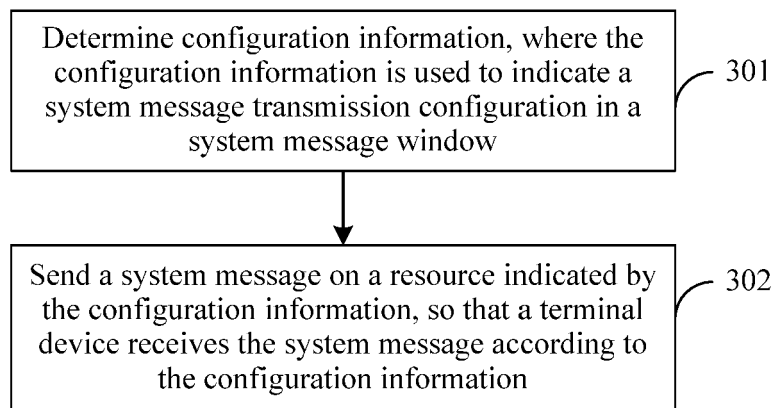 Determine configuration information, where the
configuration information is used to indicate a
system message transmission configuration in a
system message window
301
Send a system message on a resource indicated by
the configuration information, so that a terminal
device receives the system message according to
the configuration information
302